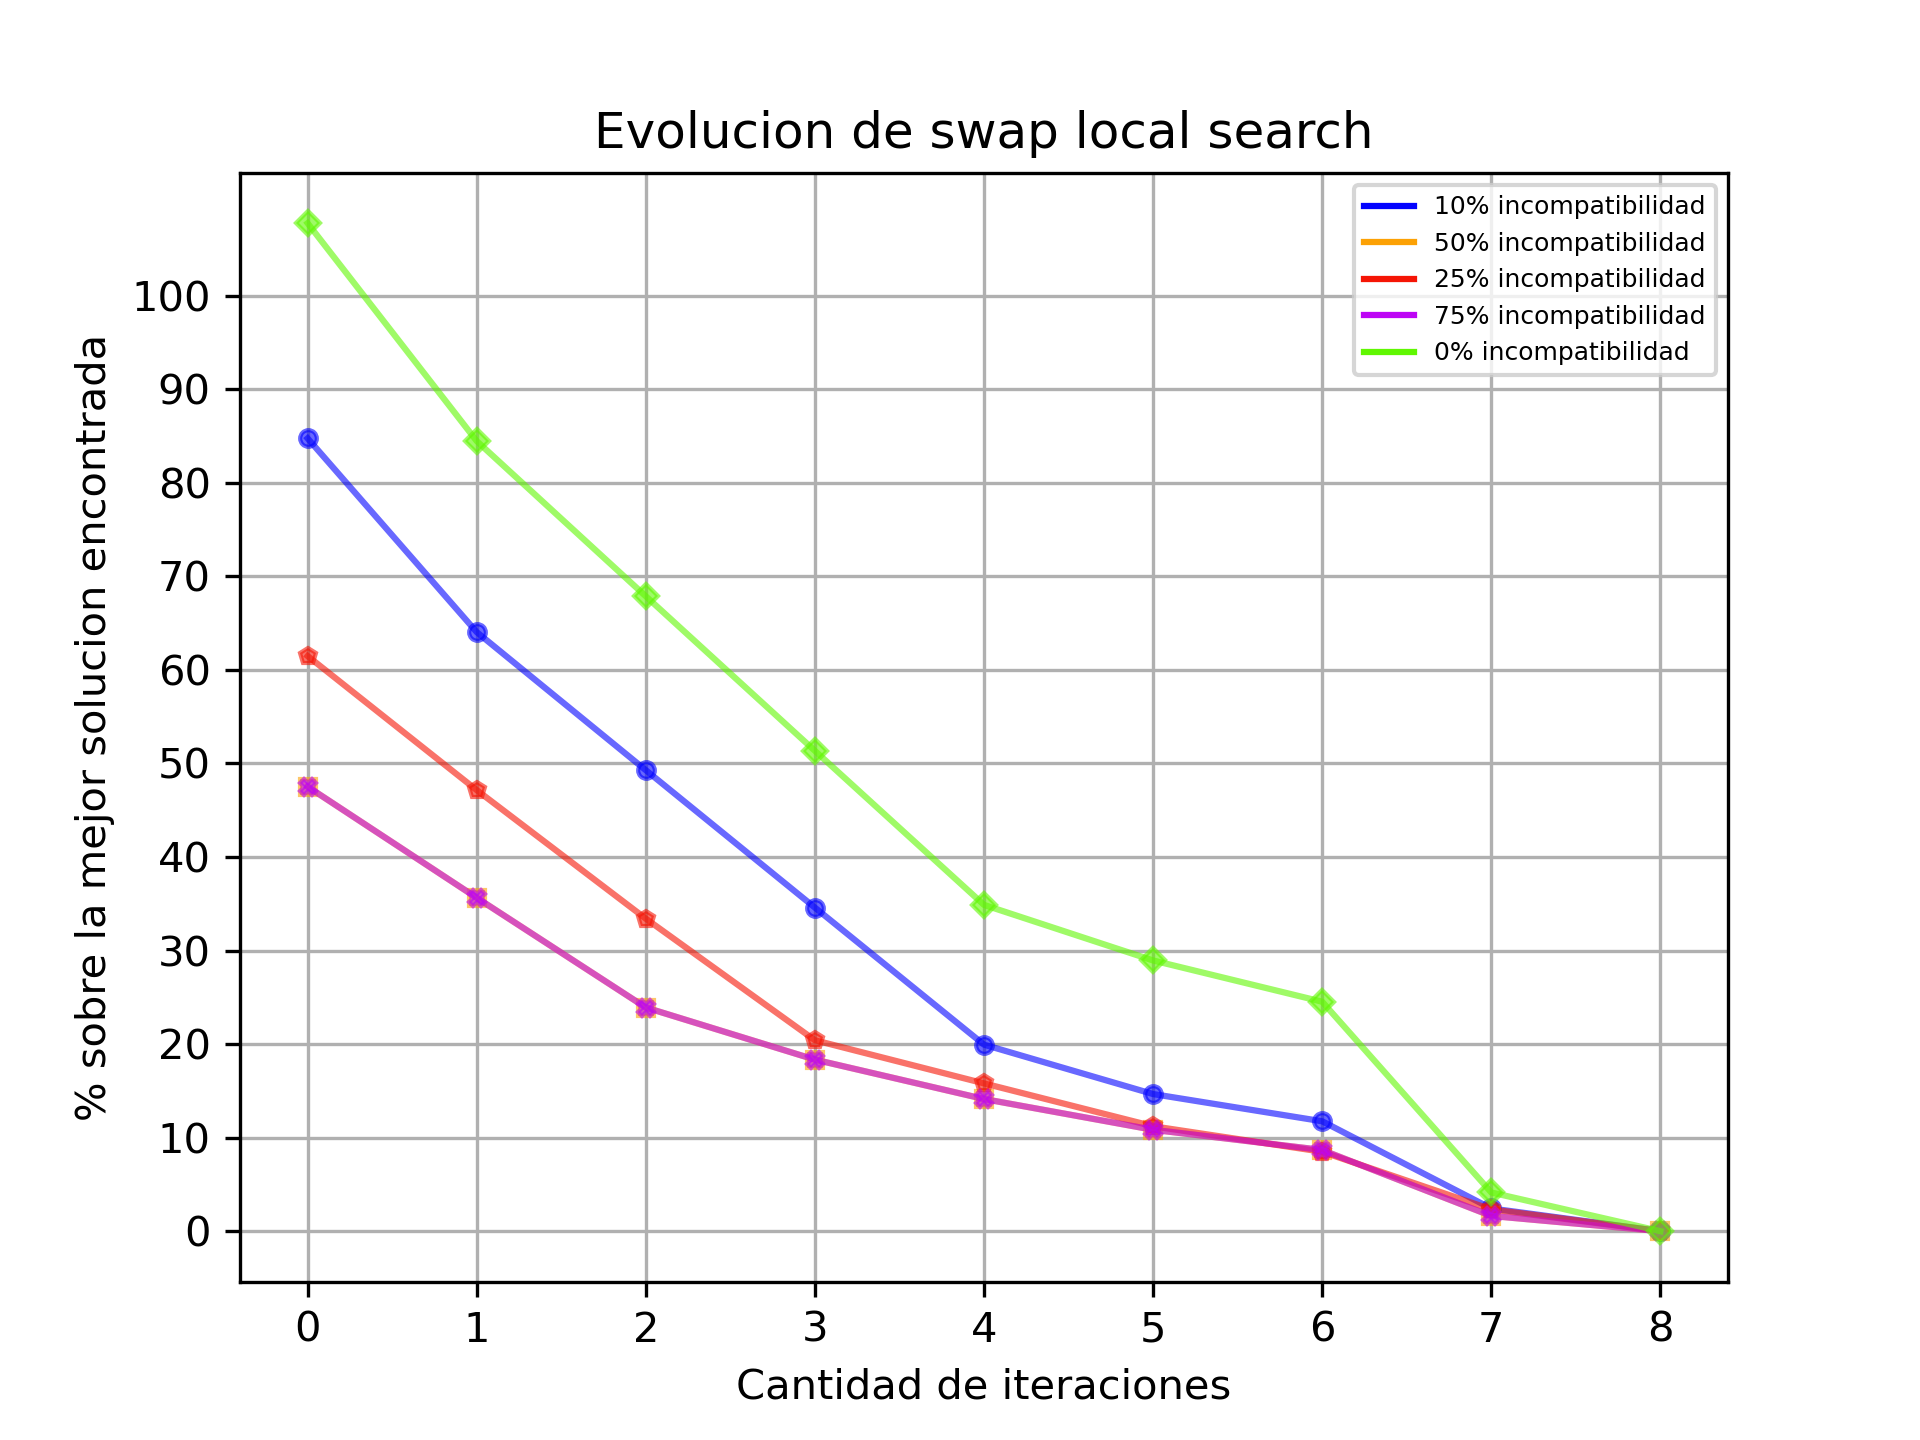 Evolucion de swap local search
10% incompatibilidad
50% incompatibilidad
25% incompatibilidad
75% incompatibilidad
0% incompatibilidad
% sobre la mejor solucion encontrada
100
90
80
70
60
50
40
30
20
10
0
0 1 2 3 4 5 6 7 8
Cantidad de iteraciones